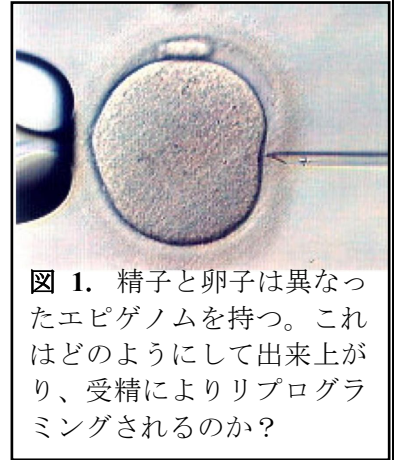 図 1. 精子と卵子は異なっ
たエピゲノムを持つ。これ
はどのようにして出来上が
り、受精によりリプログラ
ミングされるのか？